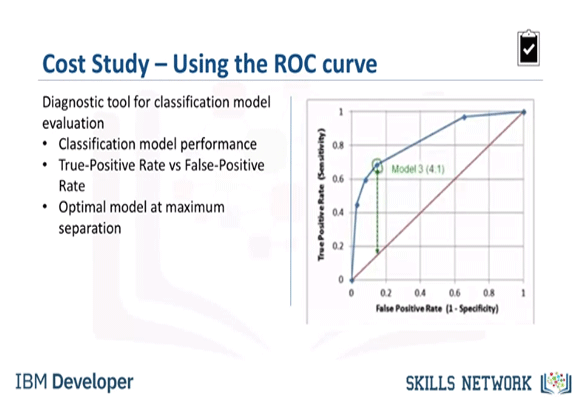 Cost Study – Using the ROC curve
Diagnostic tool for classification model
evaluation
• Classification model performance
• True-Positive Rate vs False-Positive
Rate
• Optimal model at maximum
separation
True Positive Rate (Sensitivity)
1
0.8
0.6
0.4
0.2
0
Model 3 (4:1)
0 0.2 0.4 0.6 0.8 1
False Positive Rate (1 - Specificity)
IBM Developer
SKILLS NETWORK